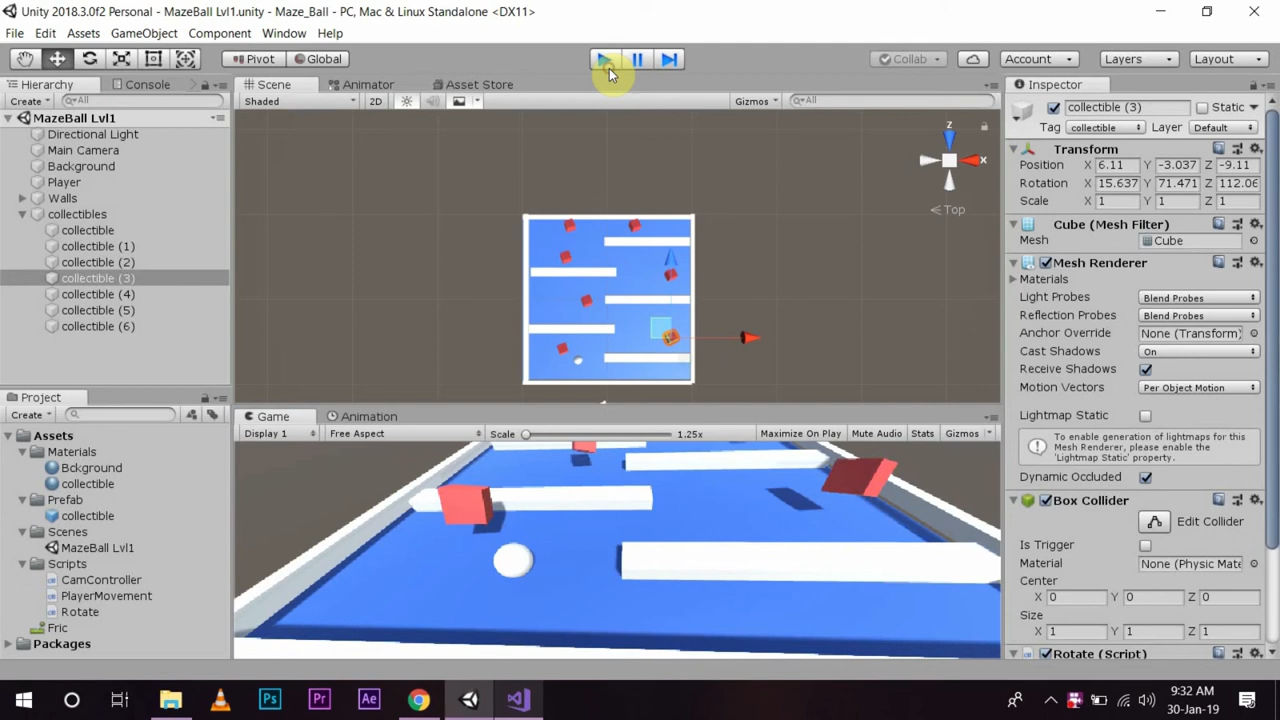 Unity 2018.3.0f2 Personal - MazeBall Lvl1.unity - Maze_Ball - PC, Mac & Linux Standalone <DX11>
File Edit Assets GameObject Component Window Help
Pivot Global Collab Account Layers Layout
Hierarchy Console
Create All
MazeBall Lvl1
Directional Light
Main Camera
Background
Player
Walls
collectibles
collectible
collectible (1)
collectible (2)
collectible (3)
collectible (4)
collectible (5)
collectible (6)
Project
Create
Assets
Materials
Bckground
collectible
Prefab
collectible
Scenes
MazeBall Lvl1
Scripts
CamController
PlayerMovement
Rotate
Fric
Packages
Scene Animator Asset Store
Shaded 2D Gizmos All
z
x
Top
Game Animation
Display 1 Free Aspect Scale 1.25x Maximize On Play Mute Audio Stats Gizmos
Inspector
collectible (3) Static
Tag collectible Layer Default
Transform
Position X 6.11 Y -3.037 Z -9.11
Rotation X 15.637 Y 71.471 Z 112.06
Scale X 1 Y 1 Z 1
Cube (Mesh Filter)
Mesh Cube
Mesh Renderer
Materials
Light Probes Blend Probes
Reflection Probes Blend Probes
Anchor Override None (Transform)
Cast Shadows On
Receive Shadows
Motion Vectors Per Object Motion
Lightmap Static
To enable generation of lightmaps for this
Mesh Renderer, please enable the
'Lightmap Static' property.
Dynamic Occluded
Box Collider
Edit Collider
Is Trigger
Material None (Physic Mate
Center
X 0 Y 0 Z 0
Size
X 1 Y 1 Z 1
Rotate (Script)
Ps Pr Ae
9:32 AM
30-Jan-19